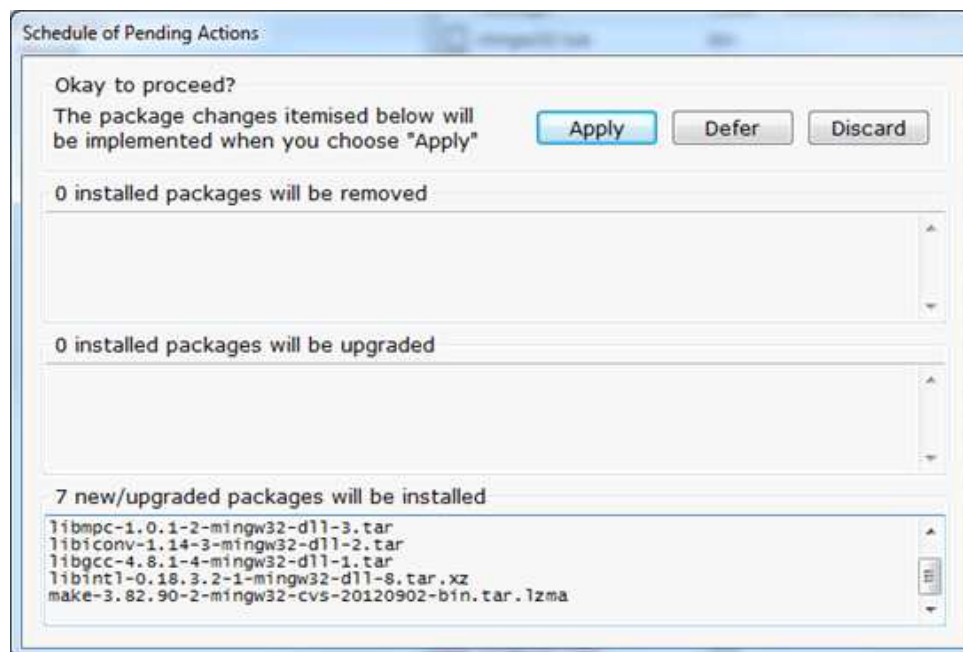 Schedule of Pending Actions
Okay to proceed?
The package changes itemised below will
be implemented when you choose "Apply"
Apply
Defer
Discard
0 installed packages will be removed
0 installed packages will be upgraded
7 new/upgraded packages will be installed
libmpc-1.0.1-2-mingw32-dll-3.tar
libiconv-1.14-3-mingw32-dll-2.tar
libgcc-4.8.1-4-mingw32-dll-1.tar
libintl-0.18.3.2-1-mingw32-dll-8.tar.xz
make-3.82.90-2-mingw32-cvs-20120902-bin.tar.lzma